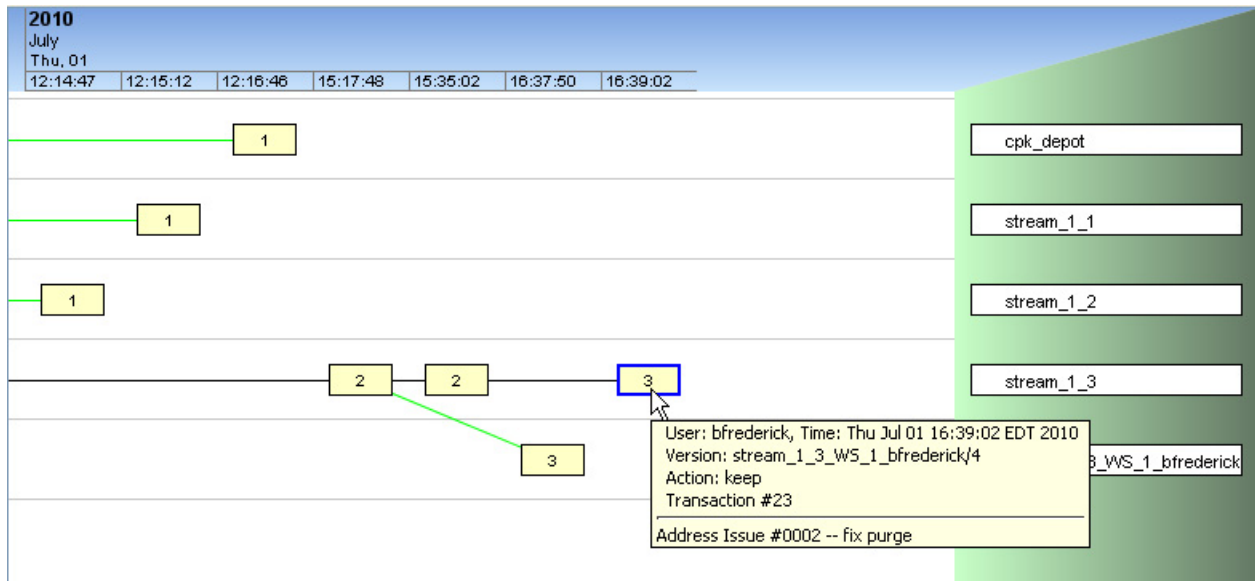 2010
July
Thu, 01
12:14:47 12:15:12 12:16:46 15:17:48 15:35:02 16:37:50 16:39:02
1 cpk_depot
1 stream_1_1
1 stream_1_2
2 2 3 stream_1_3
3 3_WS_1_bfrederick
User: bfrederick, Time: Thu Jul 01 16:39:02 EDT 2010
Version: stream_1_3_WS_1_bfrederick/4
Action: keep
Transaction #23
Address Issue #0002 -- fix purge